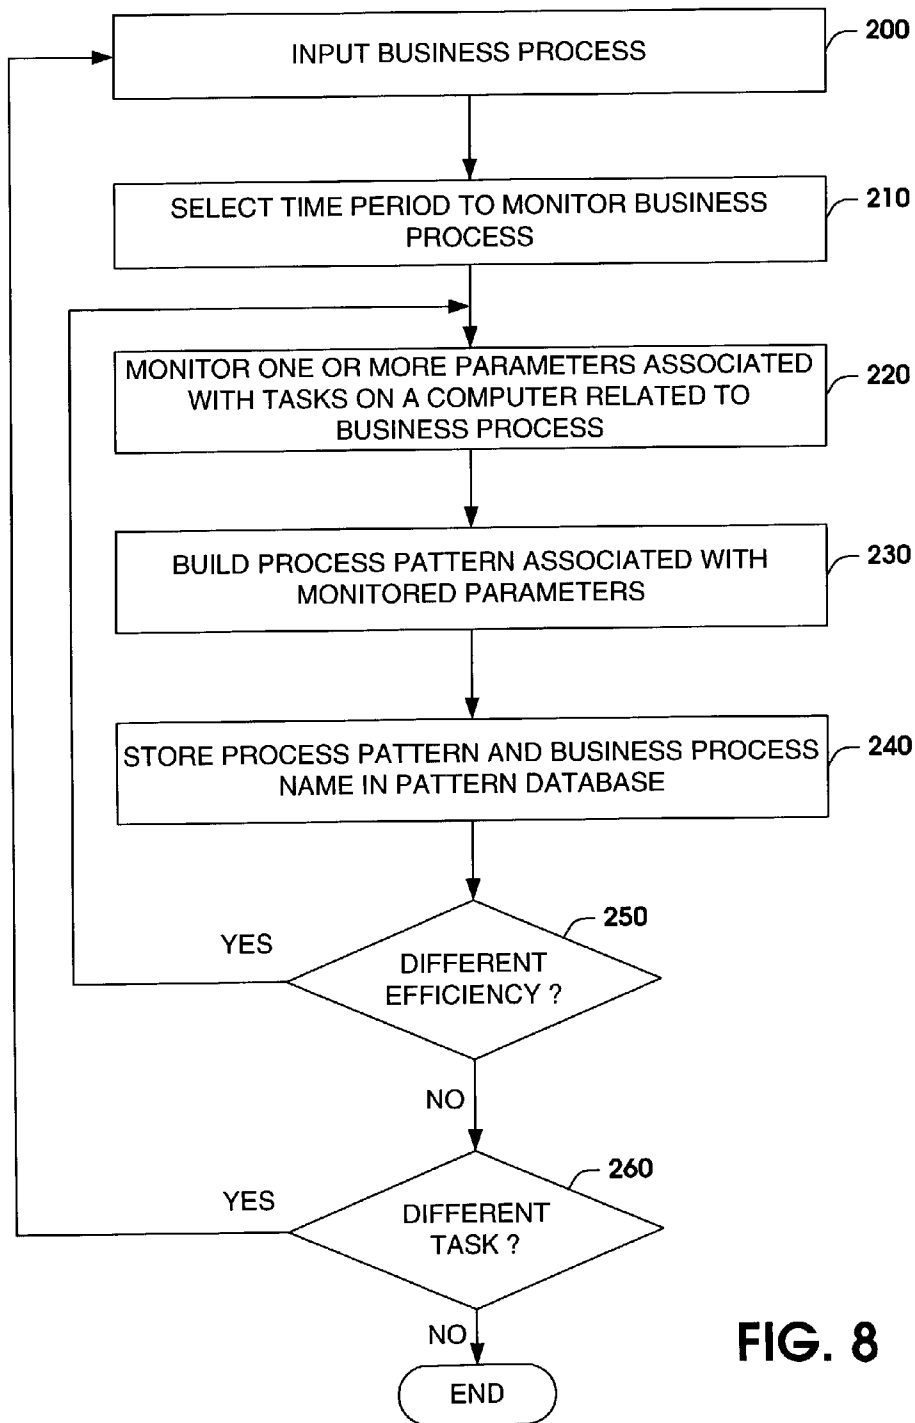 INPUT BUSINESS PROCESS
200
SELECT TIME PERIOD TO MONITOR BUSINESS
PROCESS
210
MONITOR ONE OR MORE PARAMETERS ASSOCIATED
WITH TASKS ON A COMPUTER RELATED TO
BUSINESS PROCESS
220
BUILD PROCESS PATTERN ASSOCIATED WITH
MONITORED PARAMETERS
230
STORE PROCESS PATTERN AND BUSINESS PROCESS
NAME IN PATTERN DATABASE
240
250
YES
DIFFERENT
EFFICIENCY ?
NO
260
YES
DIFFERENT
TASK ?
NO
END
FIG. 8